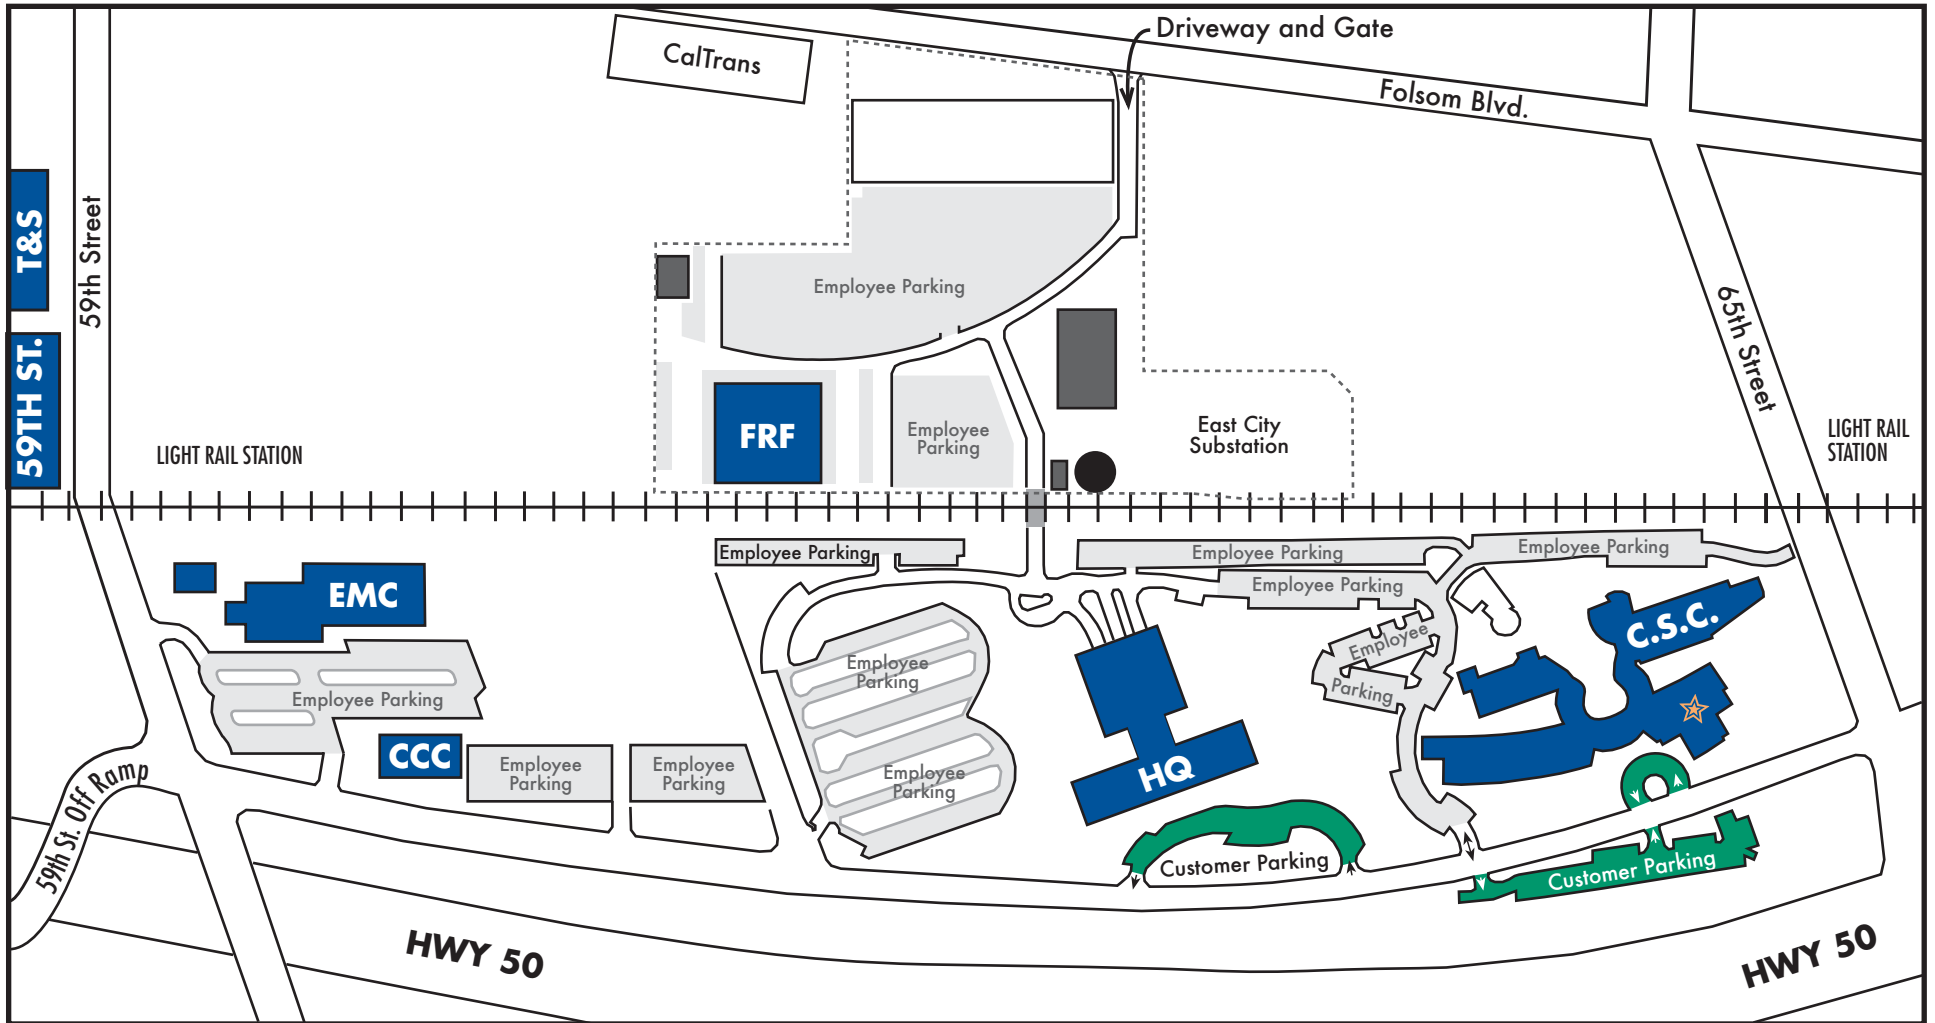 Driveway and Gate
CalTrans
Folsom Blvd.
T&S
59th Street
Employee Parking
65th Street
59TH ST.
FRF
Employee
Parking
East City
Substation
LIGHT RAIL STATION
LIGHT RAIL
STATION
Employee Parking
Employee Parking
Employee Parking
Employee Parking
EMC
C.S.C.
Employee
Parking
Employee
Parking
Employee Parking
CCC
Employee
Parking
Employee
Parking
Employee
Parking
HQ
59th St. Off Ramp
Customer Parking
Customer Parking
HWY 50
HWY 50